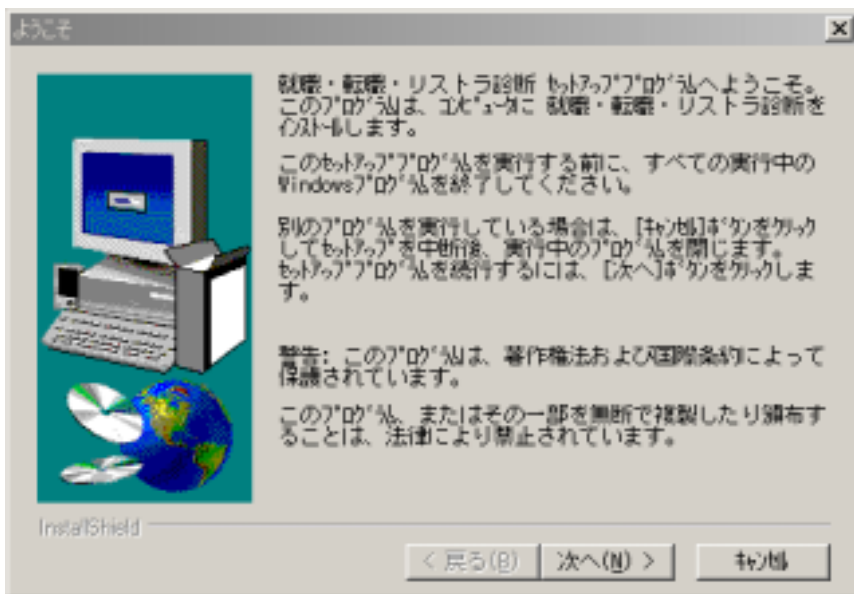 ようこそ
就職・転職・リストラ診断 ｾｯﾄｱｯﾌﾟﾌﾟﾛｸﾞﾗﾑへようこそ。
このﾌﾟﾛｸﾞﾗﾑは、ｺﾝﾋﾟｭｰﾀに 就職・転職・リストラ診断を
ｲﾝｽﾄｰﾙします。
このｾｯﾄｱｯﾌﾟﾌﾟﾛｸﾞﾗﾑを実行する前に、すべての実行中の
Windowsﾌﾟﾛｸﾞﾗﾑを終了してください。
別のﾌﾟﾛｸﾞﾗﾑを実行している場合は、[ｷｬﾝｾﾙ]ﾎﾞﾀﾝをｸﾘｯｸ
してｾｯﾄｱｯﾌﾟを中断後、実行中のﾌﾟﾛｸﾞﾗﾑを閉じます。
ｾｯﾄｱｯﾌﾟﾌﾟﾛｸﾞﾗﾑを続行するには、[次へ]ﾎﾞﾀﾝをｸﾘｯｸしま
す。
警告: このﾌﾟﾛｸﾞﾗﾑは、著作権法および国際条約によって
保護されています。
このﾌﾟﾛｸﾞﾗﾑ、またはその一部を無断で複製したり頒布す
ることは、法律により禁止されています。
InstallShield
< 戻る(B) 次へ(N) > ｷｬﾝｾﾙ